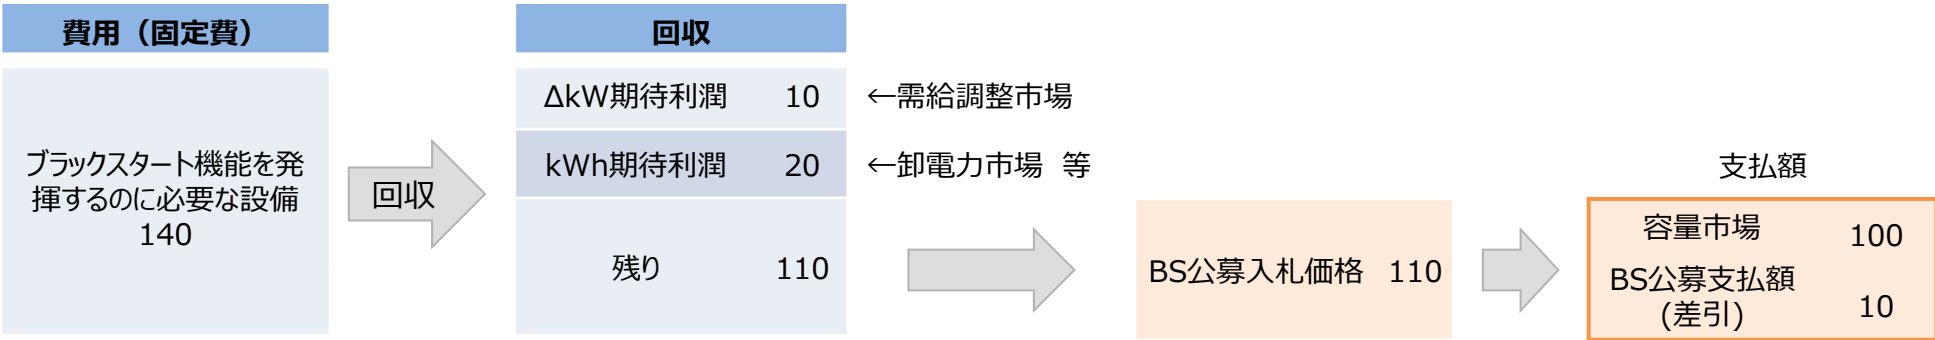 費用（固定費）
回収
ブラックスタート機能を発
揮するのに必要な設備
140
回収
ΔkW期待利潤 10
←需給調整市場
kWh期待利潤 20
←卸電力市場 等
残り 110
BS公募入札価格 110
支払額
容量市場 100
BS公募支払額
(差引) 10